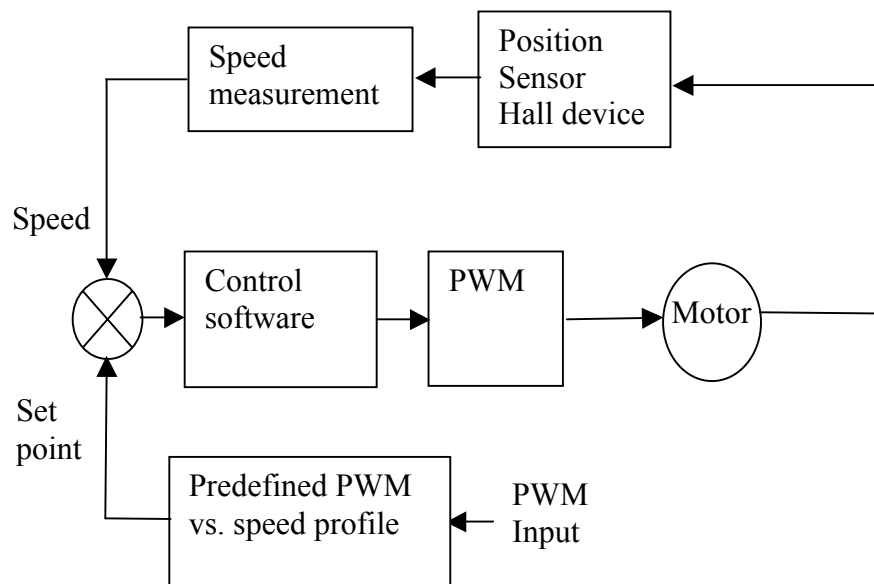 Speed
measurement
Position
Sensor
Hall device
Speed
Control
software
PWM
Motor
Set
point
Predefined PWM
vs. speed profile
PWM
Input